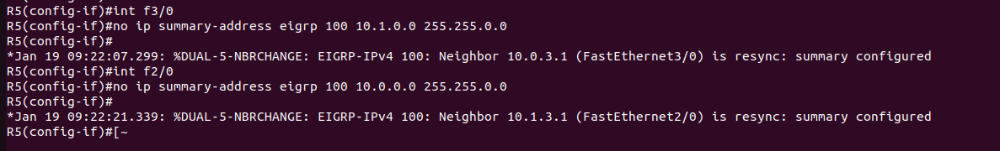 R5(config-if)#int f3/0
R5(config-if)#no ip summary-address eigrp 100 10.1.0.0 255.255.0.0
R5(config-if)#
*Jan 19 09:22:07.299: %DUAL-5-NBRCHANGE: EIGRP-IPv4 100: Neighbor 10.0.3.1 (FastEthernet3/0) is resync: summary configured
R5(config-if)#int f2/0
R5(config-if)#no ip summary-address eigrp 100 10.0.0.0 255.255.0.0
R5(config-if)#
*Jan 19 09:22:21.339: %DUAL-5-NBRCHANGE: EIGRP-IPv4 100: Neighbor 10.1.3.1 (FastEthernet2/0) is resync: summary configured
R5(config-if)#[~